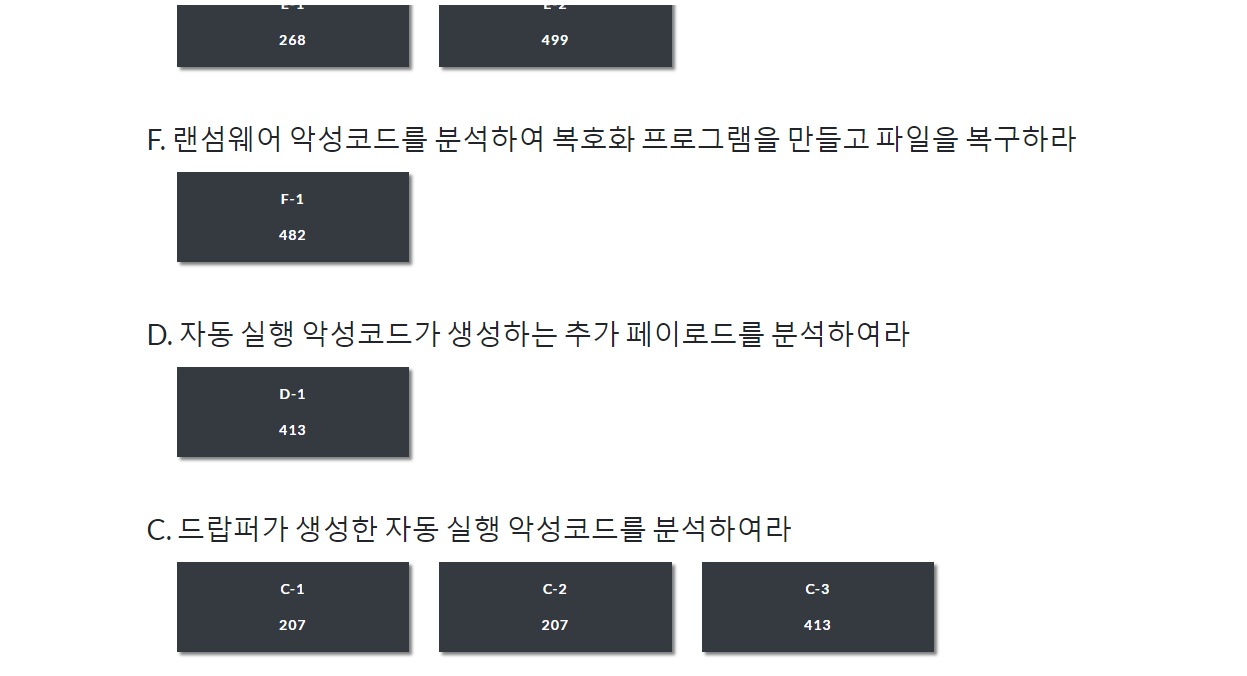 E-1 E-2
268 499
F. 랜섬웨어 악성코드를 분석하여 복호화 프로그램을 만들고 파일을 복구하라
F-1
482
D. 자동 실행 악성코드가 생성하는 추가 페이로드를 분석하여라
D-1
413
C. 드랍퍼가 생성한 자동 실행 악성코드를 분석하여라
C-1 C-2 C-3
207 207 413